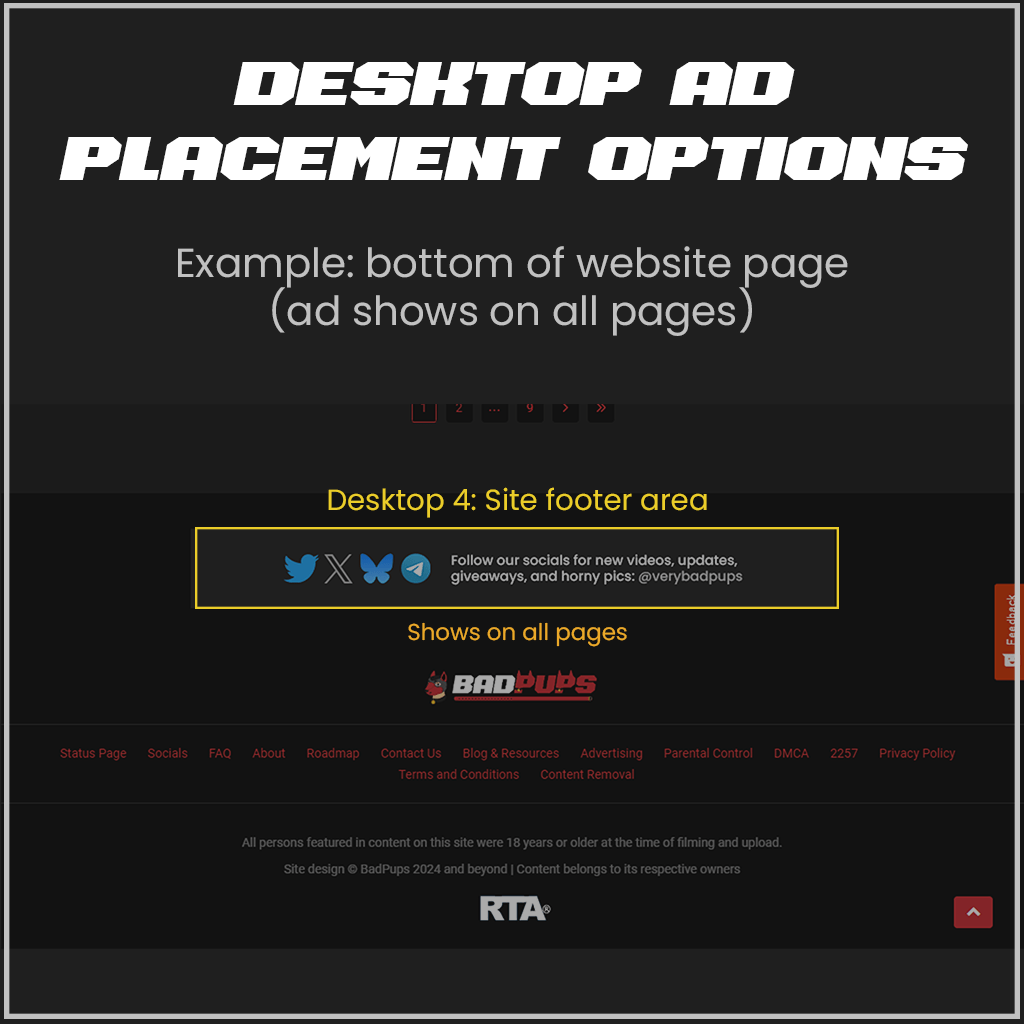 DESKTOP AD
PLACEMENT OPTIONS
Example: bottom of website page
(ad shows on all pages)
1 2 ... 9 › »
Desktop 4: Site footer area
Follow our socials for new videos, updates,
giveaways, and horny pics: @verybadpups
Shows on all pages
Feedback
BADPUPS
Status Page Socials FAQ About Roadmap Contact Us Blog & Resources Advertising Parental Control DMCA 2257 Privacy Policy
Terms and Conditions Content Removal
All persons featured in content on this site were 18 years or older at the time of filming and upload.
Site design © BadPups 2024 and beyond | Content belongs to its respective owners
RTA®